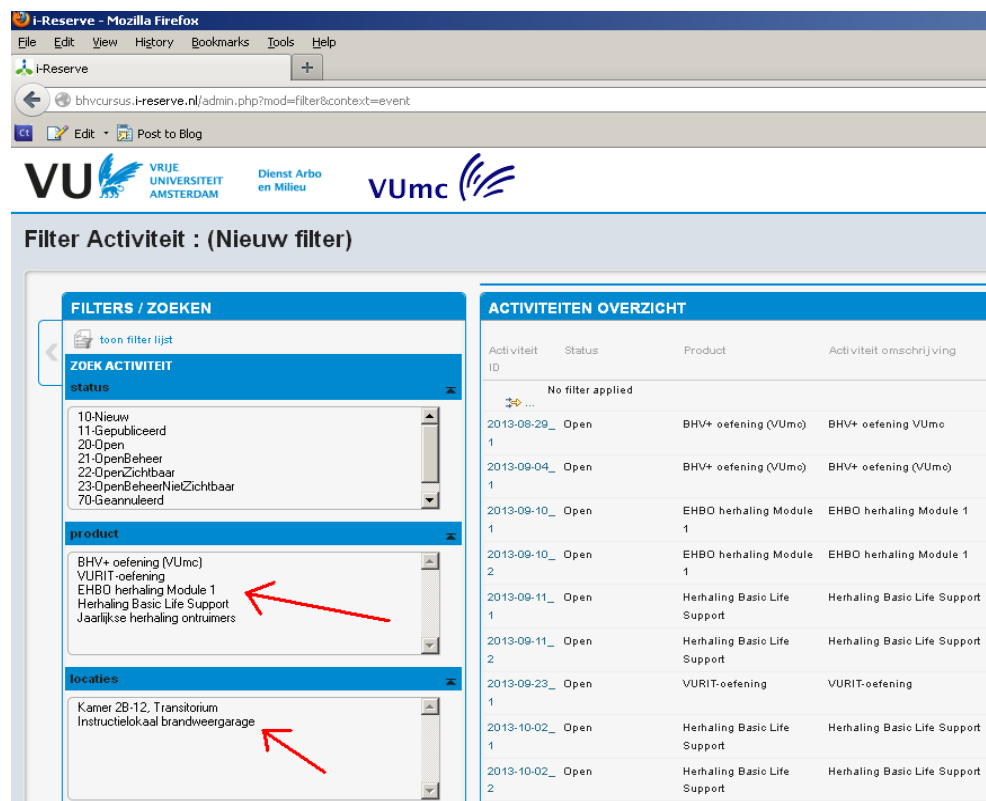 i-Reserve - Mozilla Firefox
File Edit View History Bookmarks Tools Help
i-Reserve +
bhvcursus.i-reserve.nl/admin.php?mod=filter&context=event
Ct Edit Post to Blog
VU VRIJE UNIVERSITEIT AMSTERDAM
Dienst Arbo en Milieu
VUmc
Filter Activiteit : (Nieuw filter)
FILTERS / ZOEKEN
toon filter lijst
ZOEK ACTIVITEIT
status
10-Nieuw
11-Gepubliceerd
20-Open
21-OpenBeheer
22-OpenZichtbaar
23-OpenBeheerNietZichtbaar
70-Geannuleerd
product
BHV+ oefening (VUmc)
VURIT-oefening
EHBO herhaling Module 1
Herhaling Basic Life Support
Jaarlijkse herhaling ontruimers
locaties
Kamer 2B-12, Transitorium
Instructielokaal brandweergarage
ACTIVITEITEN OVERZICHT
Activiteit ID Status Product Activiteit omschrijving
No filter applied
...
2013-08-29_1 Open BHV+ oefening (VUmc) BHV+ oefening VUmc
2013-09-04_1 Open BHV+ oefening (VUmc) BHV+ oefening (VUmc)
2013-09-10_1 Open EHBO herhaling Module 1 EHBO herhaling Module 1
2013-09-10_2 Open EHBO herhaling Module 1 EHBO herhaling Module 1
2013-09-11_1 Open Herhaling Basic Life Support Herhaling Basic Life Support
2013-09-11_2 Open Herhaling Basic Life Support Herhaling Basic Life Support
2013-09-23_1 Open VURIT-oefening VURIT-oefening
2013-10-02_1 Open Herhaling Basic Life Support Herhaling Basic Life Support
2013-10-02_2 Open Herhaling Basic Life Support Herhaling Basic Life Support